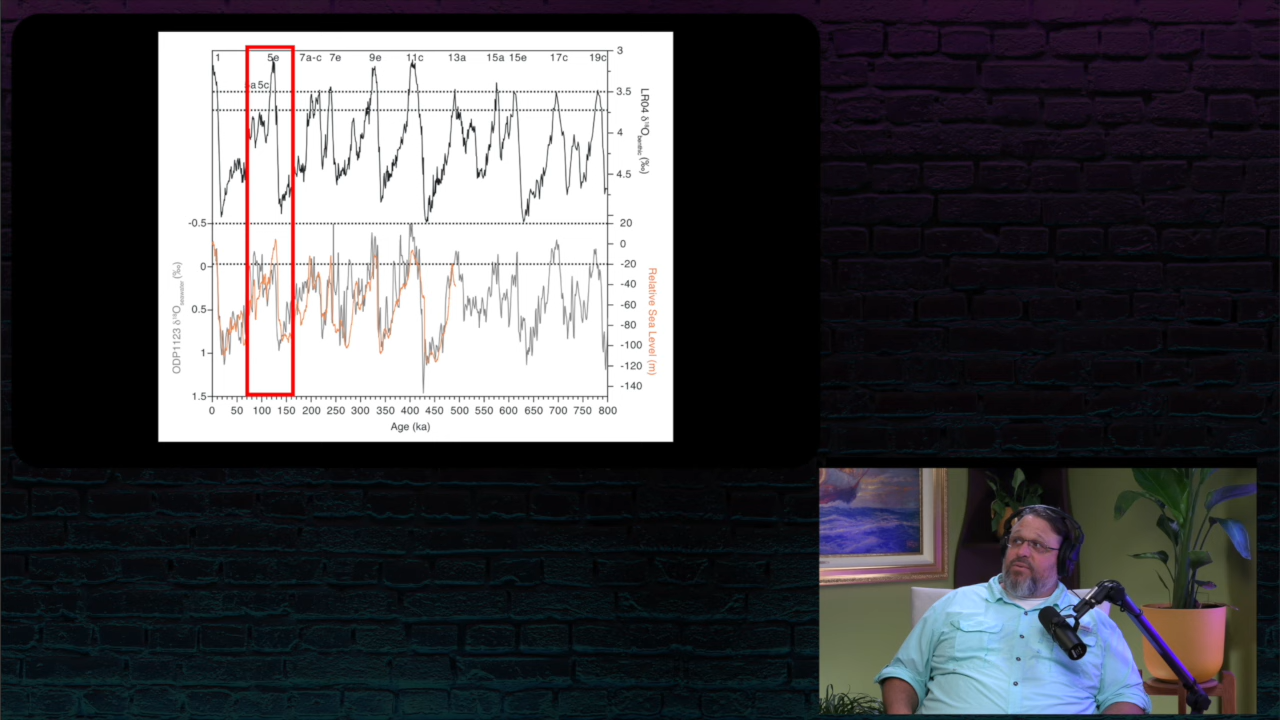 1 5e 7a-c 7e 9e 11c 13a 15a 15e 17c 19c
a 5c
3
3.5
4
4.5
LR04 δ¹⁸O benthic (‰)
-0.5
0
0.5
1
1.5
ODP1123 δ¹⁸O seawater (‰)
20
0
-20
-40
-60
-80
-100
-120
-140
Relative Sea Level (m)
0 50 100 150 200 250 300 350 400 450 500 550 600 650 700 750 800
Age (ka)